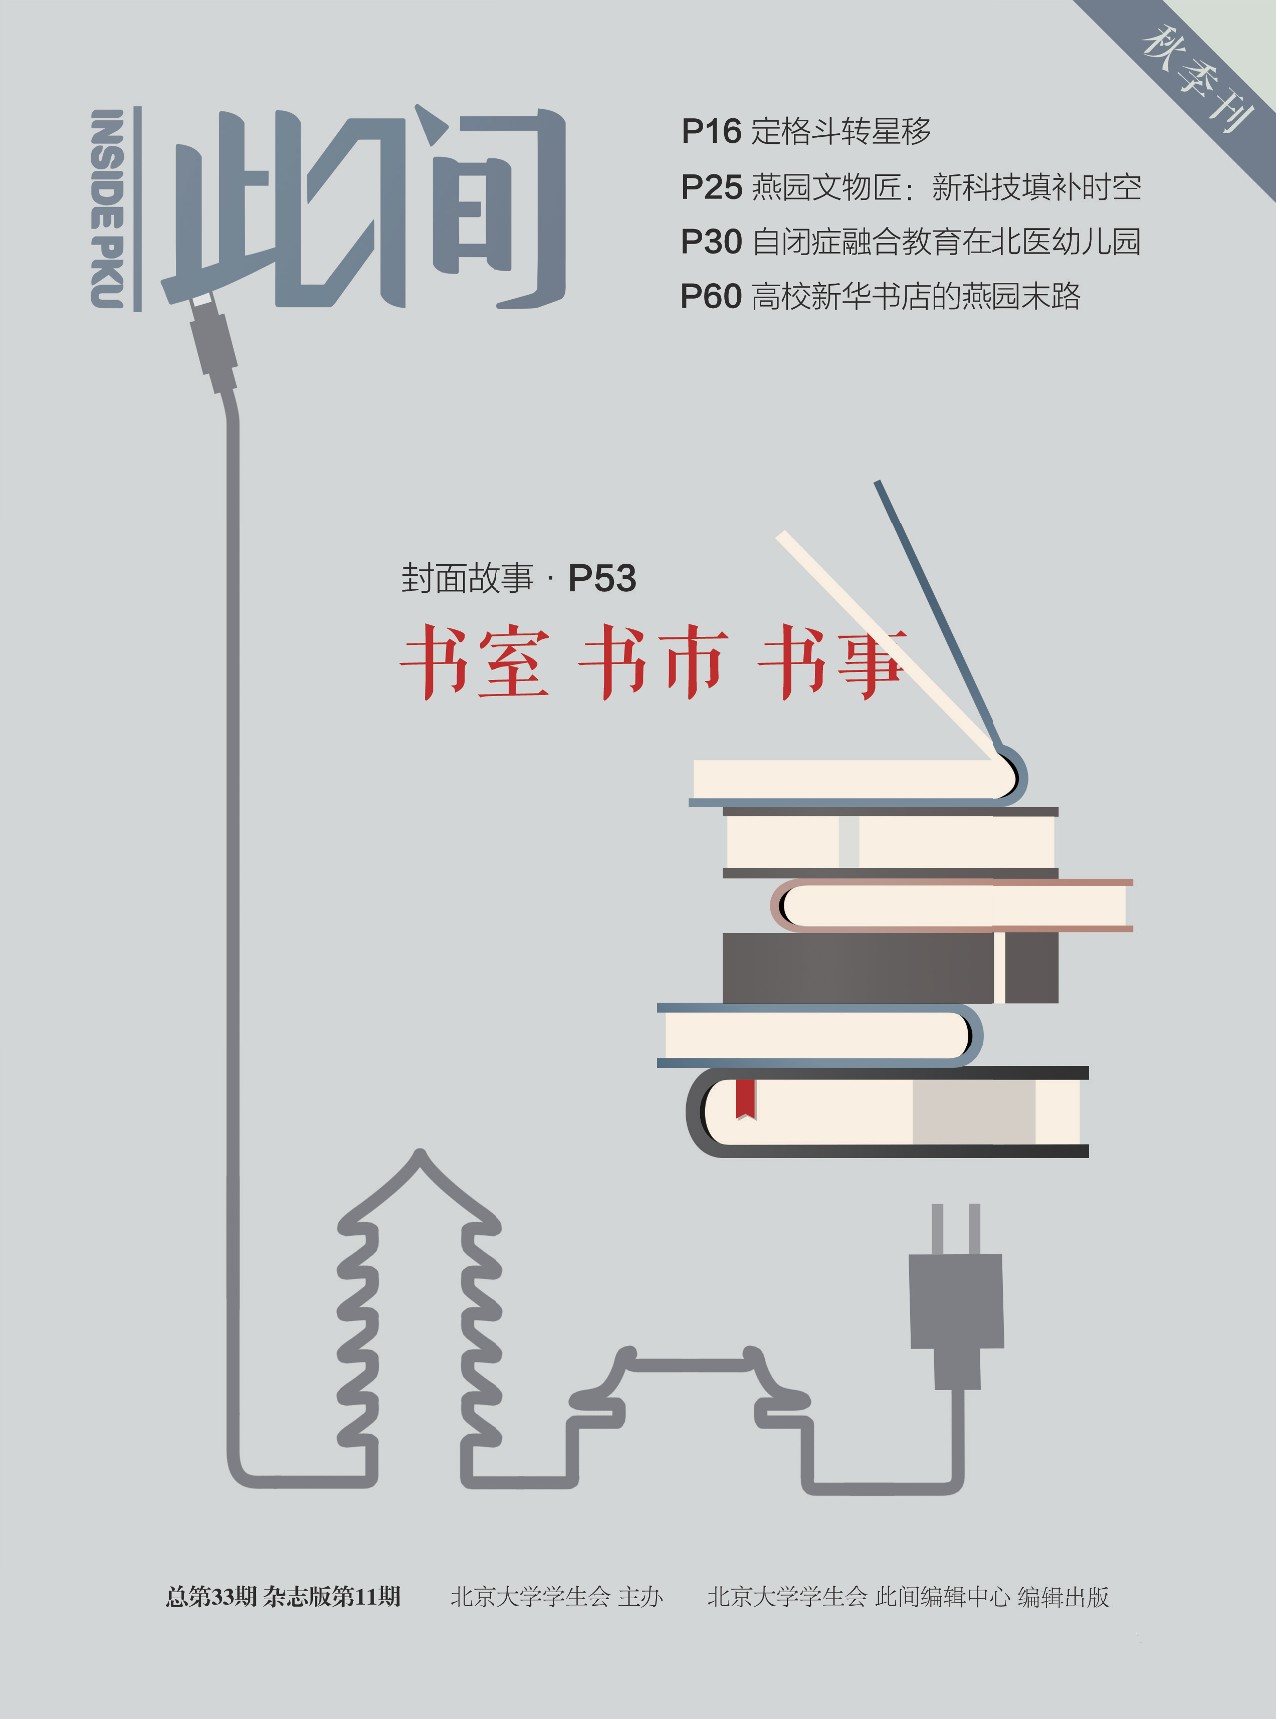 秋季刊
此间
INSIDE PKU
P16 定格斗转星移
P25 燕园文物匠：新科技填补时空
P30 自闭症融合教育在北医幼儿园
P60 高校新华书店的燕园末路
封面故事 · P53
书室 书市 书事
总第33期 杂志版第11期 北京大学学生会 主办 北京大学学生会 此间编辑中心 编辑出版